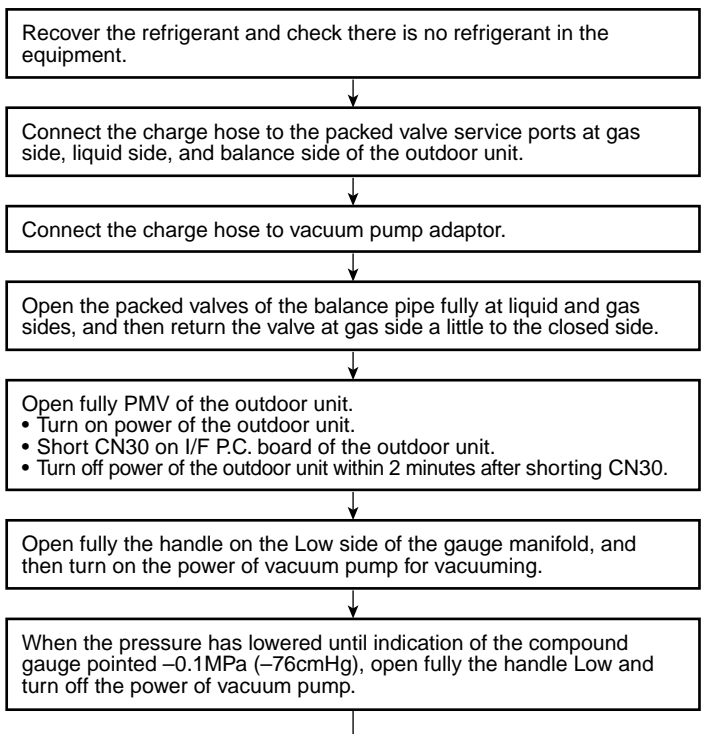 Recover the refrigerant and check there is no refrigerant in the
equipment.
Connect the charge hose to the packed valve service ports at gas
side, liquid side, and balance side of the outdoor unit.
Connect the charge hose to vacuum pump adaptor.
Open the packed valves of the balance pipe fully at liquid and gas
sides, and then return the valve at gas side a little to the closed side.
Open fully PMV of the outdoor unit.
• Turn on power of the outdoor unit.
• Short CN30 on I/F P.C. board of the outdoor unit.
• Turn off power of the outdoor unit within 2 minutes after shorting CN30.
Open fully the handle on the Low side of the gauge manifold, and
then turn on the power of vacuum pump for vacuuming.
When the pressure has lowered until indication of the compound
gauge pointed –0.1MPa (–76cmHg), open fully the handle Low and
turn off the power of vacuum pump.